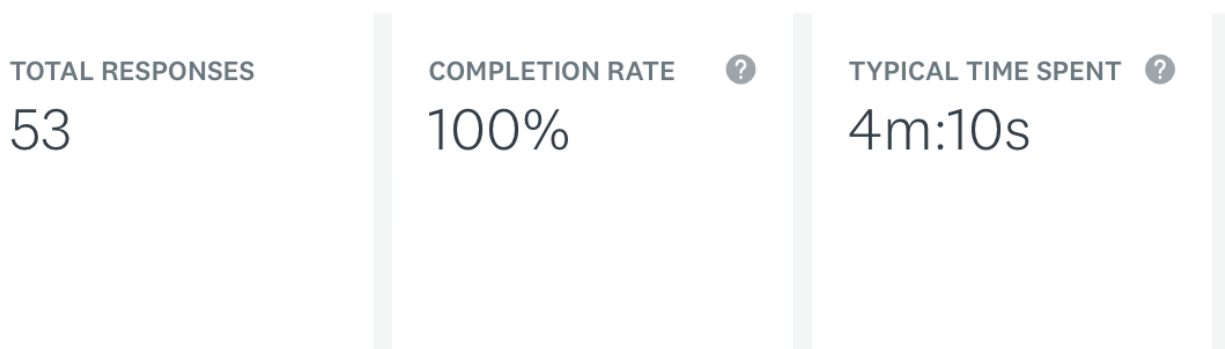 TOTAL RESPONSES
53
COMPLETION RATE ?
100%
TYPICAL TIME SPENT ?
4m:10s